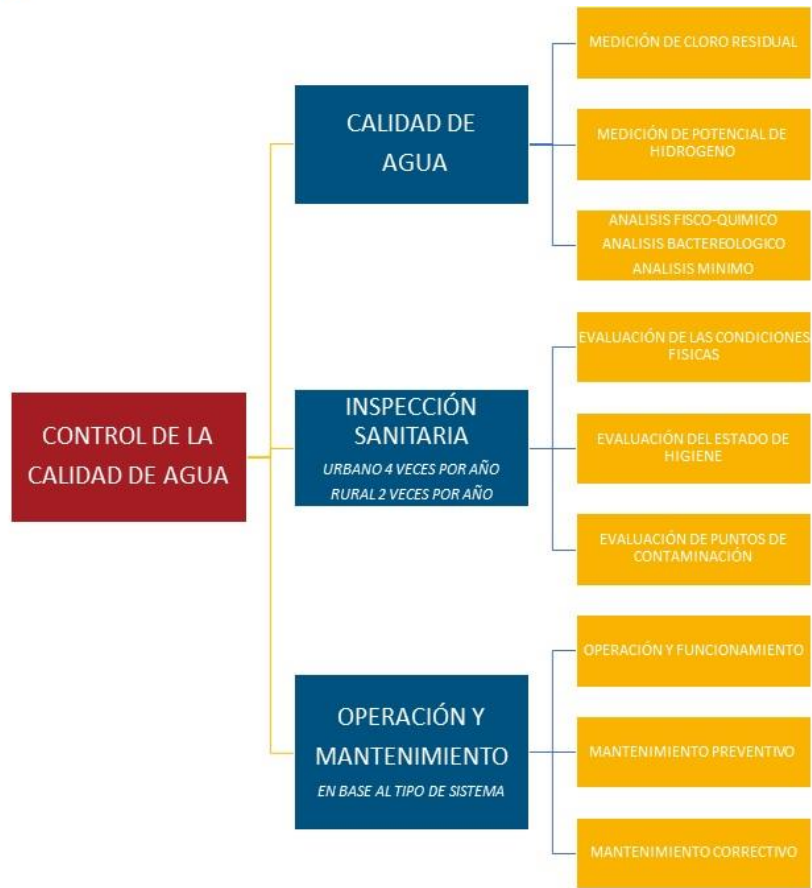 CONTROL DE LA
CALIDAD DE AGUA
CALIDAD DE
AGUA
MEDICIÓN DE CLORO RESIDUAL
MEDICIÓN DE POTENCIAL DE
HIDROGENO
ANALISIS FISCO-QUIMICO
ANALISIS BACTEREOLOGICO
ANALISIS MINIMO
INSPECCIÓN
SANITARIA
URBANO 4 VECES POR AÑO
RURAL 2 VECES POR AÑO
EVALUACIÓN DE LAS CONDICIONES
FISICAS
EVALUACIÓN DEL ESTADO DE
HIGIENE
EVALUACIÓN DE PUNTOS DE
CONTAMINACIÓN
OPERACIÓN Y
MANTENIMIENTO
EN BASE AL TIPO DE SISTEMA
OPERACIÓN Y FUNCIONAMIENTO
MANTENIMIENTO PREVENTIVO
MANTENIMIENTO CORRECTIVO